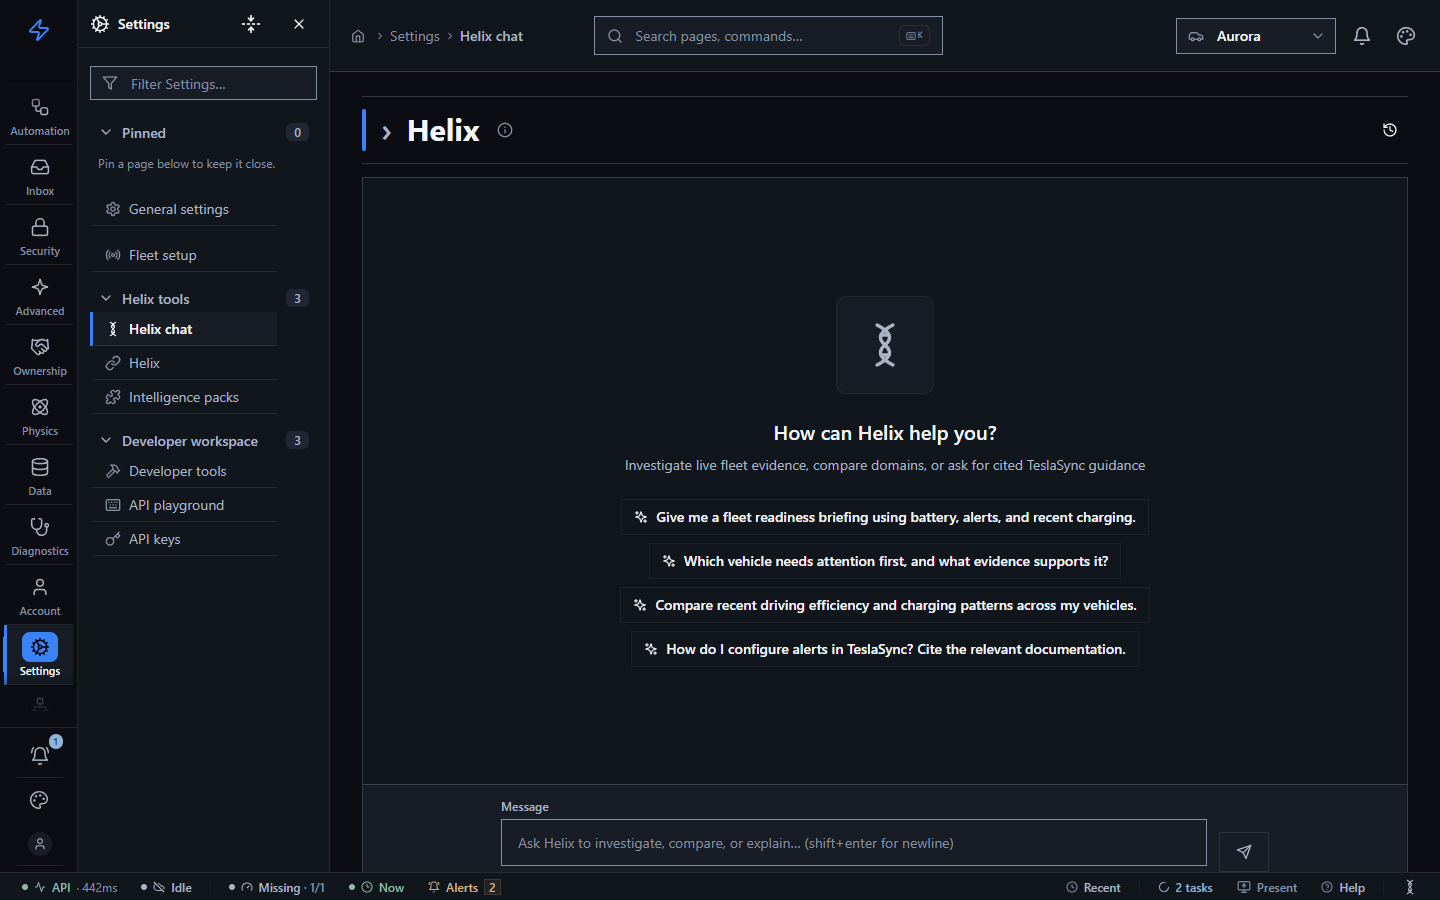 Settings
Filter Settings...
Automation
Inbox
Security
Advanced
Ownership
Physics
Data
Diagnostics
Account
Settings
1
Pinned
0
Pin a page below to keep it close.
General settings
Fleet setup
Helix tools
3
Helix chat
Helix
Intelligence packs
Developer workspace
3
Developer tools
API playground
API keys
Settings
Helix chat
Search pages, commands...
K
Aurora
Helix
How can Helix help you?
Investigate live fleet evidence, compare domains, or ask for cited TeslaSync guidance
Give me a fleet readiness briefing using battery, alerts, and recent charging.
Which vehicle needs attention first, and what evidence supports it?
Compare recent driving efficiency and charging patterns across my vehicles.
How do I configure alerts in TeslaSync? Cite the relevant documentation.
Message
Ask Helix to investigate, compare, or explain... (shift+enter for newline)
API · 442ms
Idle
Missing · 1/1
Now
Alerts 2
Recent
2 tasks
Present
Help